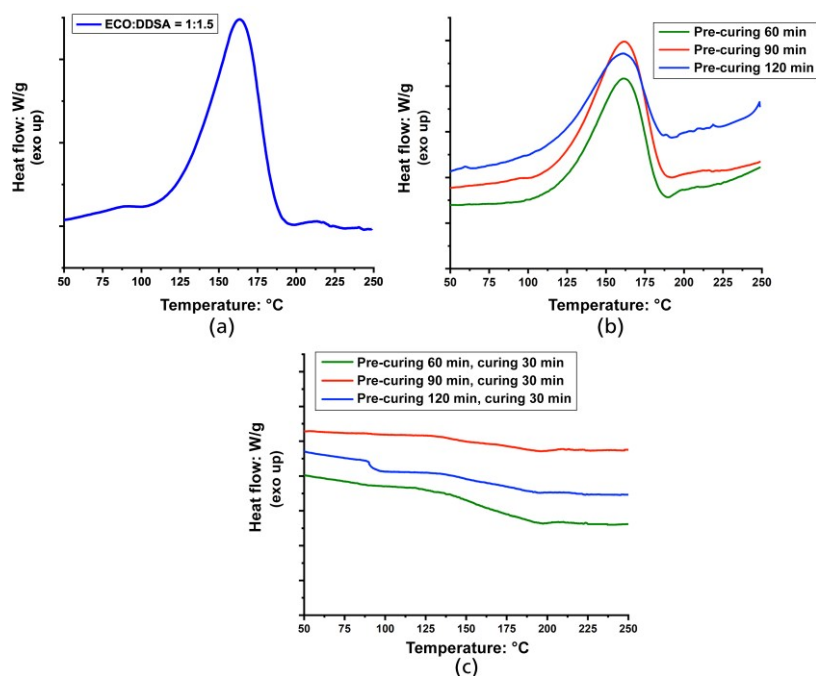 ECO:DDSA = 1:1.5
Heat flow: W/g
(exo up)
50 75 100 125 150 175 200 225 250
Temperature: °C
(a)
Pre-curing 60 min
Pre-curing 90 min
Pre-curing 120 min
Heat flow: W/g
(exo up)
50 75 100 125 150 175 200 225 250
Temperature: °C
(b)
Pre-curing 60 min, curing 30 min
Pre-curing 90 min, curing 30 min
Pre-curing 120 min, curing 30 min
Heat flow: W/g
(exo up)
50 75 100 125 150 175 200 225 250
Temperature: °C
(c)